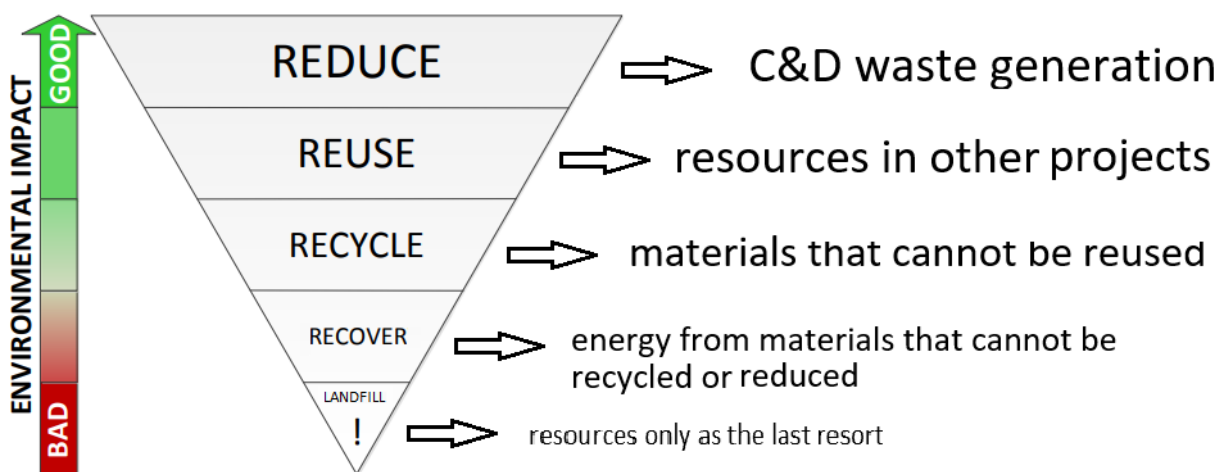 ENVIRONMENTAL IMPACT
GOOD
BAD
REDUCE
C&D waste generation
REUSE
resources in other projects
RECYCLE
materials that cannot be reused
RECOVER
energy from materials that cannot be
recycled or reduced
LANDFILL
!
resources only as the last resort